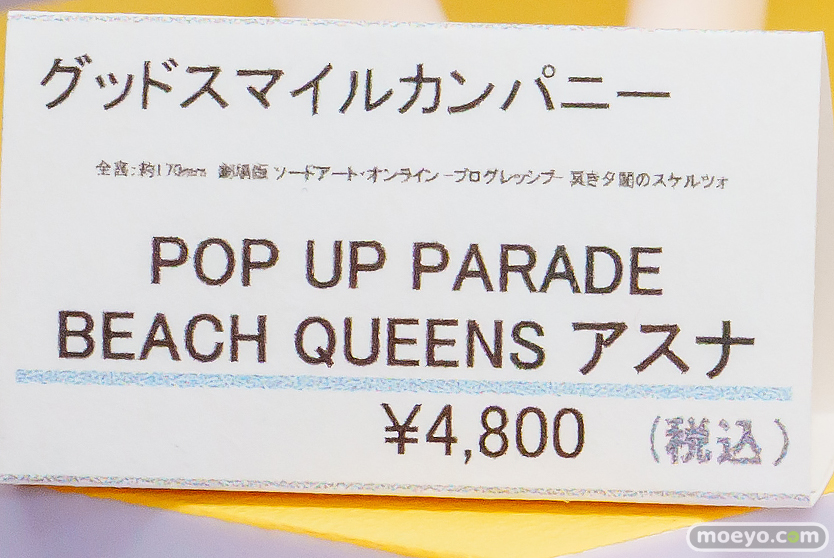 グッドスマイルカンパニー
全高:約170mm 劇場版 ソードアート・オンライン -プログレッシブ- 冥き夕闇のスケルツォ
POP UP PARADE
BEACH QUEENS アスナ
¥4,800 (税込)
moeyo.com